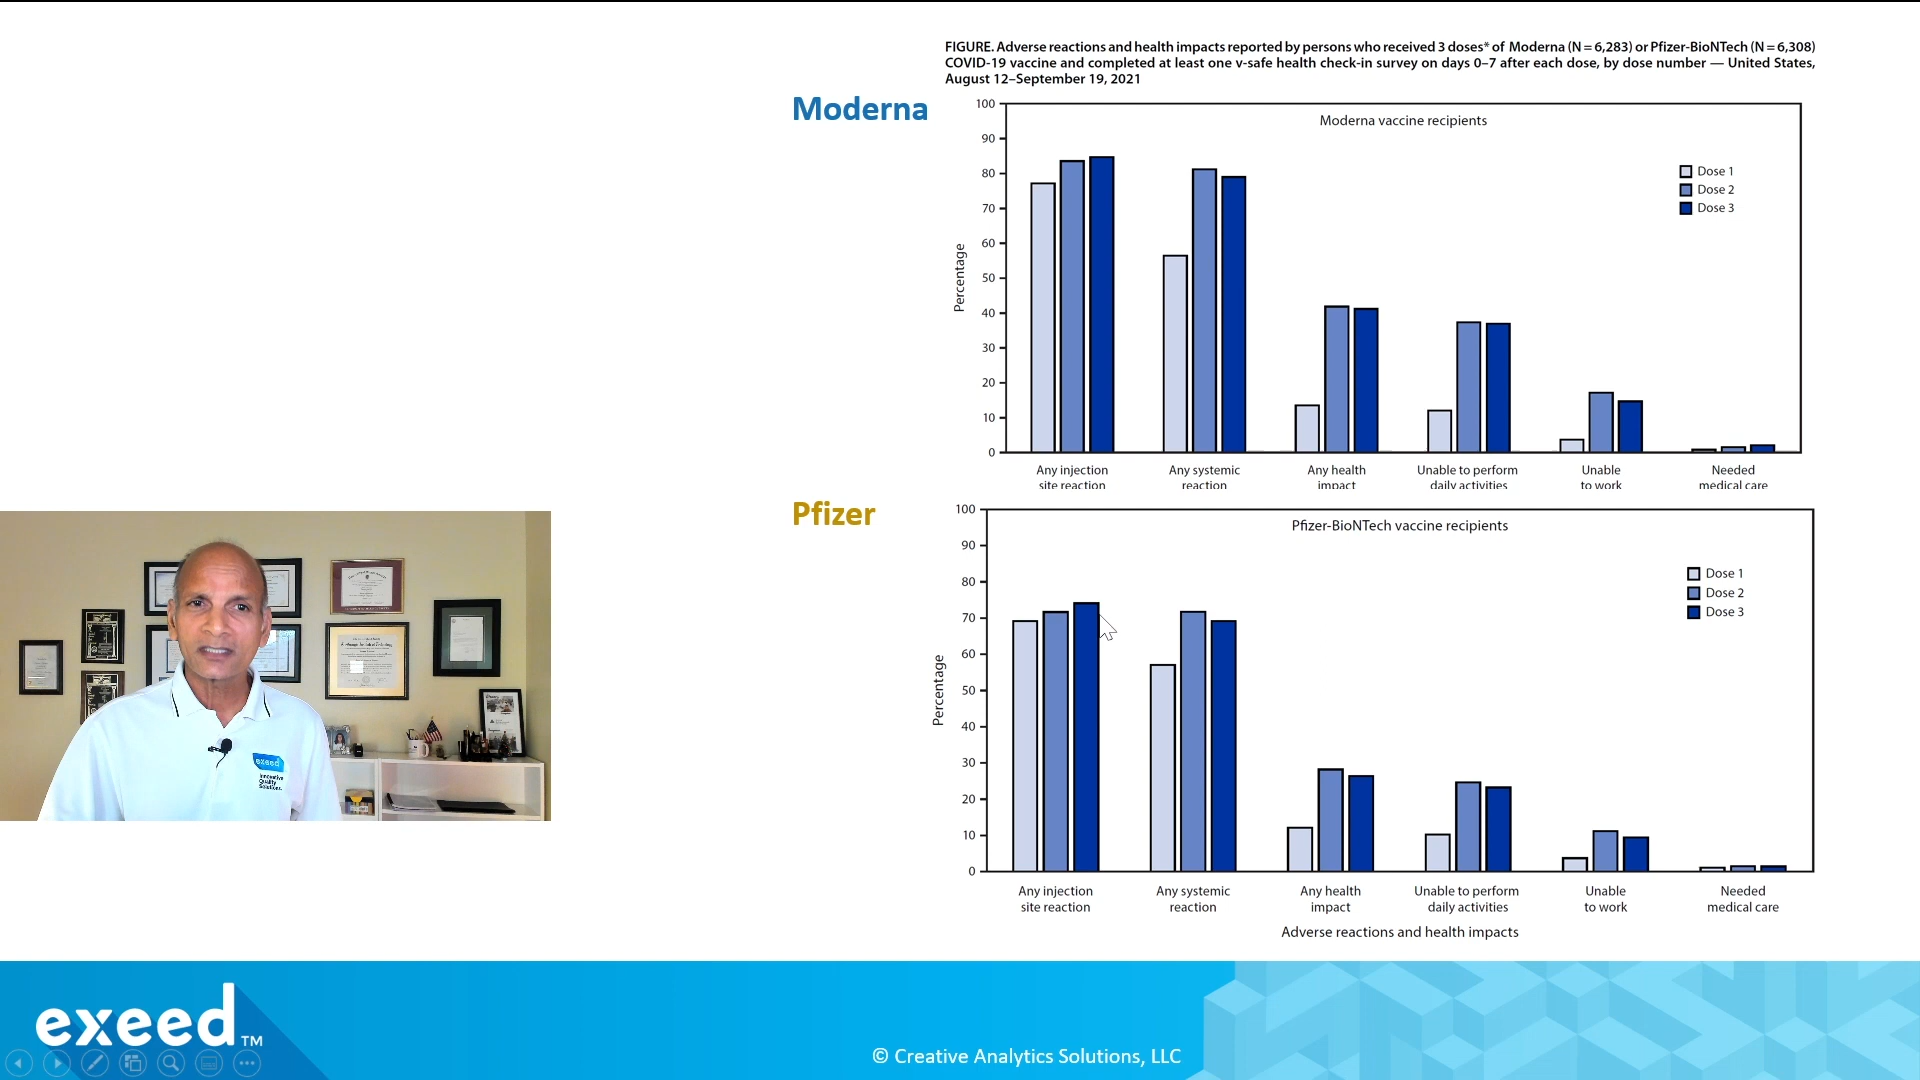 FIGURE. Adverse reactions and health impacts reported by persons who received 3 doses* of Moderna (N = 6,283) or Pfizer-BioNTech (N = 6,308)
COVID-19 vaccine and completed at least one v-safe health check-in survey on days 0–7 after each dose, by dose number — United States,
August 12–September 19, 2021
Moderna
Moderna vaccine recipients
100
90
80
70
60
50
40
30
20
10
0
Percentage
Dose 1
Dose 2
Dose 3
Any injection
site reaction
Any systemic
reaction
Any health
impact
Unable to perform
daily activities
Unable
to work
Needed
medical care
Pfizer
Pfizer-BioNTech vaccine recipients
100
90
80
70
60
50
40
30
20
10
0
Percentage
Dose 1
Dose 2
Dose 3
Any injection
site reaction
Any systemic
reaction
Any health
impact
Unable to perform
daily activities
Unable
to work
Needed
medical care
Adverse reactions and health impacts
exeed
Innovative
Quality
Solutions.
exeed TM
© Creative Analytics Solutions, LLC